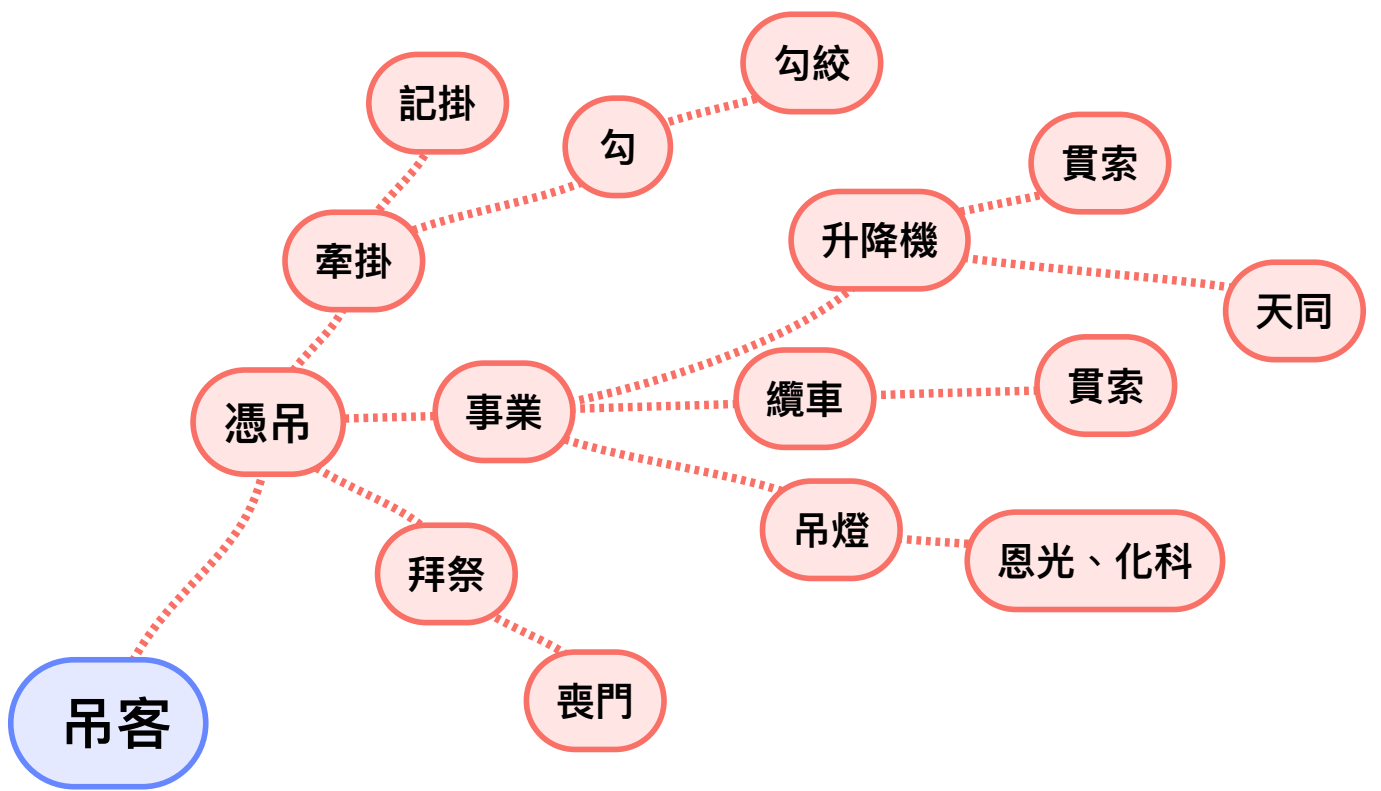 勾絞
記掛
勾
貫索
升降機
牽掛
天同
貫索
纜車
事業
憑吊
吊燈
恩光、化科
拜祭
喪門
吊客